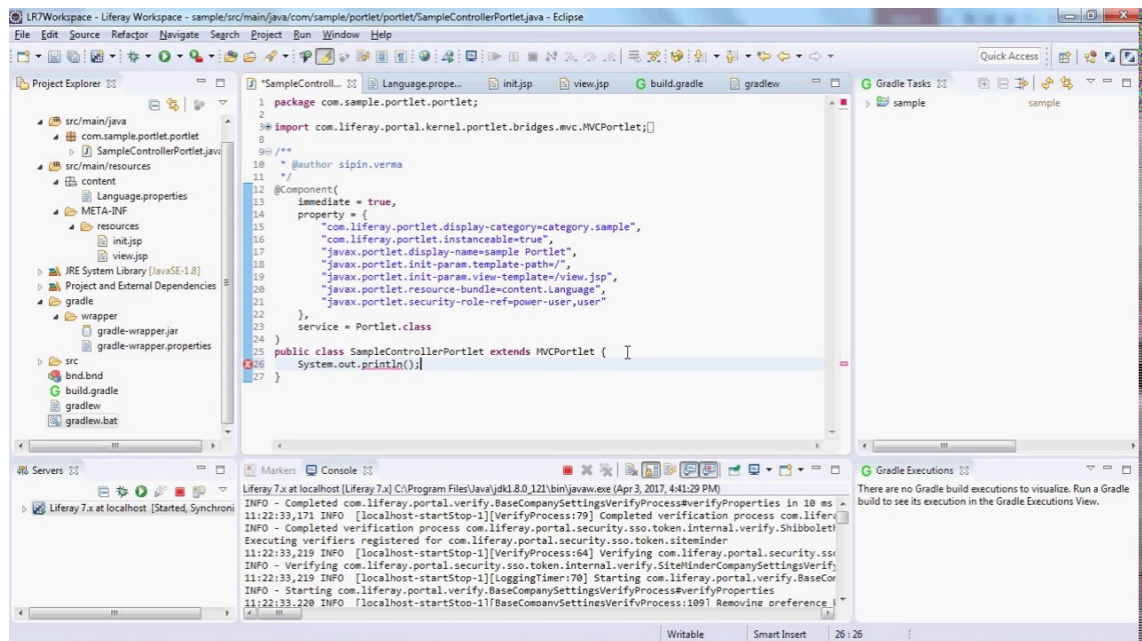 LR7Workspace - Liferay Workspace - sample/src/main/java/com/sample/portlet/portlet/SampleControllerPortlet.java - Eclipse
File Edit Source Refactor Navigate Search Project Run Window Help
Quick Access
Project Explorer
src/main/java
com.sample.portlet.portlet
SampleControllerPortlet.java
src/main/resources
content
Language.properties
META-INF
resources
init.jsp
view.jsp
JRE System Library [JavaSE-1.8]
Project and External Dependencies
gradle
wrapper
gradle-wrapper.jar
gradle-wrapper.properties
src
bnd.bnd
build.gradle
gradlew
gradlew.bat
*SampleControll... Language.prope... init.jsp view.jsp build.gradle gradlew
1 package com.sample.portlet.portlet;
2
3 import com.liferay.portal.kernel.portlet.bridges.mvc.MVCPortlet;
8
9 /**
10 * @author sipin.verma
11 */
12 @Component(
13 immediate = true,
14 property = {
15 "com.liferay.portlet.display-category=category.sample",
16 "com.liferay.portlet.instanceable=true",
17 "javax.portlet.display-name=sample Portlet",
18 "javax.portlet.init-param.template-path=/",
19 "javax.portlet.init-param.view-template=/view.jsp",
20 "javax.portlet.resource-bundle=content.Language",
21 "javax.portlet.security-role-ref=power-user,user"
22 },
23 service = Portlet.class
24 )
25 public class SampleControllerPortlet extends MVCPortlet {
26 System.out.println();
27 }
Gradle Tasks
sample sample
Servers
Liferay 7.x at localhost [Started, Synchroni
Markers Console
Liferay 7.x at localhost [Liferay 7.x] C:\Program Files\Java\jdk1.8.0_121\bin\javaw.exe (Apr 3, 2017, 4:41:29 PM)
INFO - Completed com.liferay.portal.verify.BaseCompanySettingsVerifyProcess#verifyProperties in 10 ms
11:22:33,171 INFO [localhost-startStop-1][VerifyProcess:79] Completed verification process com.lifera
INFO - Completed verification process com.liferay.portal.security.sso.token.internal.verify.Shibboleth
Executing verifiers registered for com.liferay.portal.security.sso.token.siteminder
11:22:33,219 INFO [localhost-startStop-1][VerifyProcess:64] Verifying com.liferay.portal.security.sso
INFO - Verifying com.liferay.portal.security.sso.token.internal.verify.SiteMinderCompanySettingsVerify
11:22:33,219 INFO [localhost-startStop-1][LoggingTimer:70] Starting com.liferay.portal.verify.BaseCom
INFO - Starting com.liferay.portal.verify.BaseCompanySettingsVerifyProcess#verifyProperties
11:22:33,220 INFO [localhost-startStop-1][BaseCompanySettingsVerifyProcess:109] Removing preference
Gradle Executions
There are no Gradle build executions to visualize. Run a Gradle
build to see its execution in the Gradle Executions View.
Writable Smart Insert 26 : 26